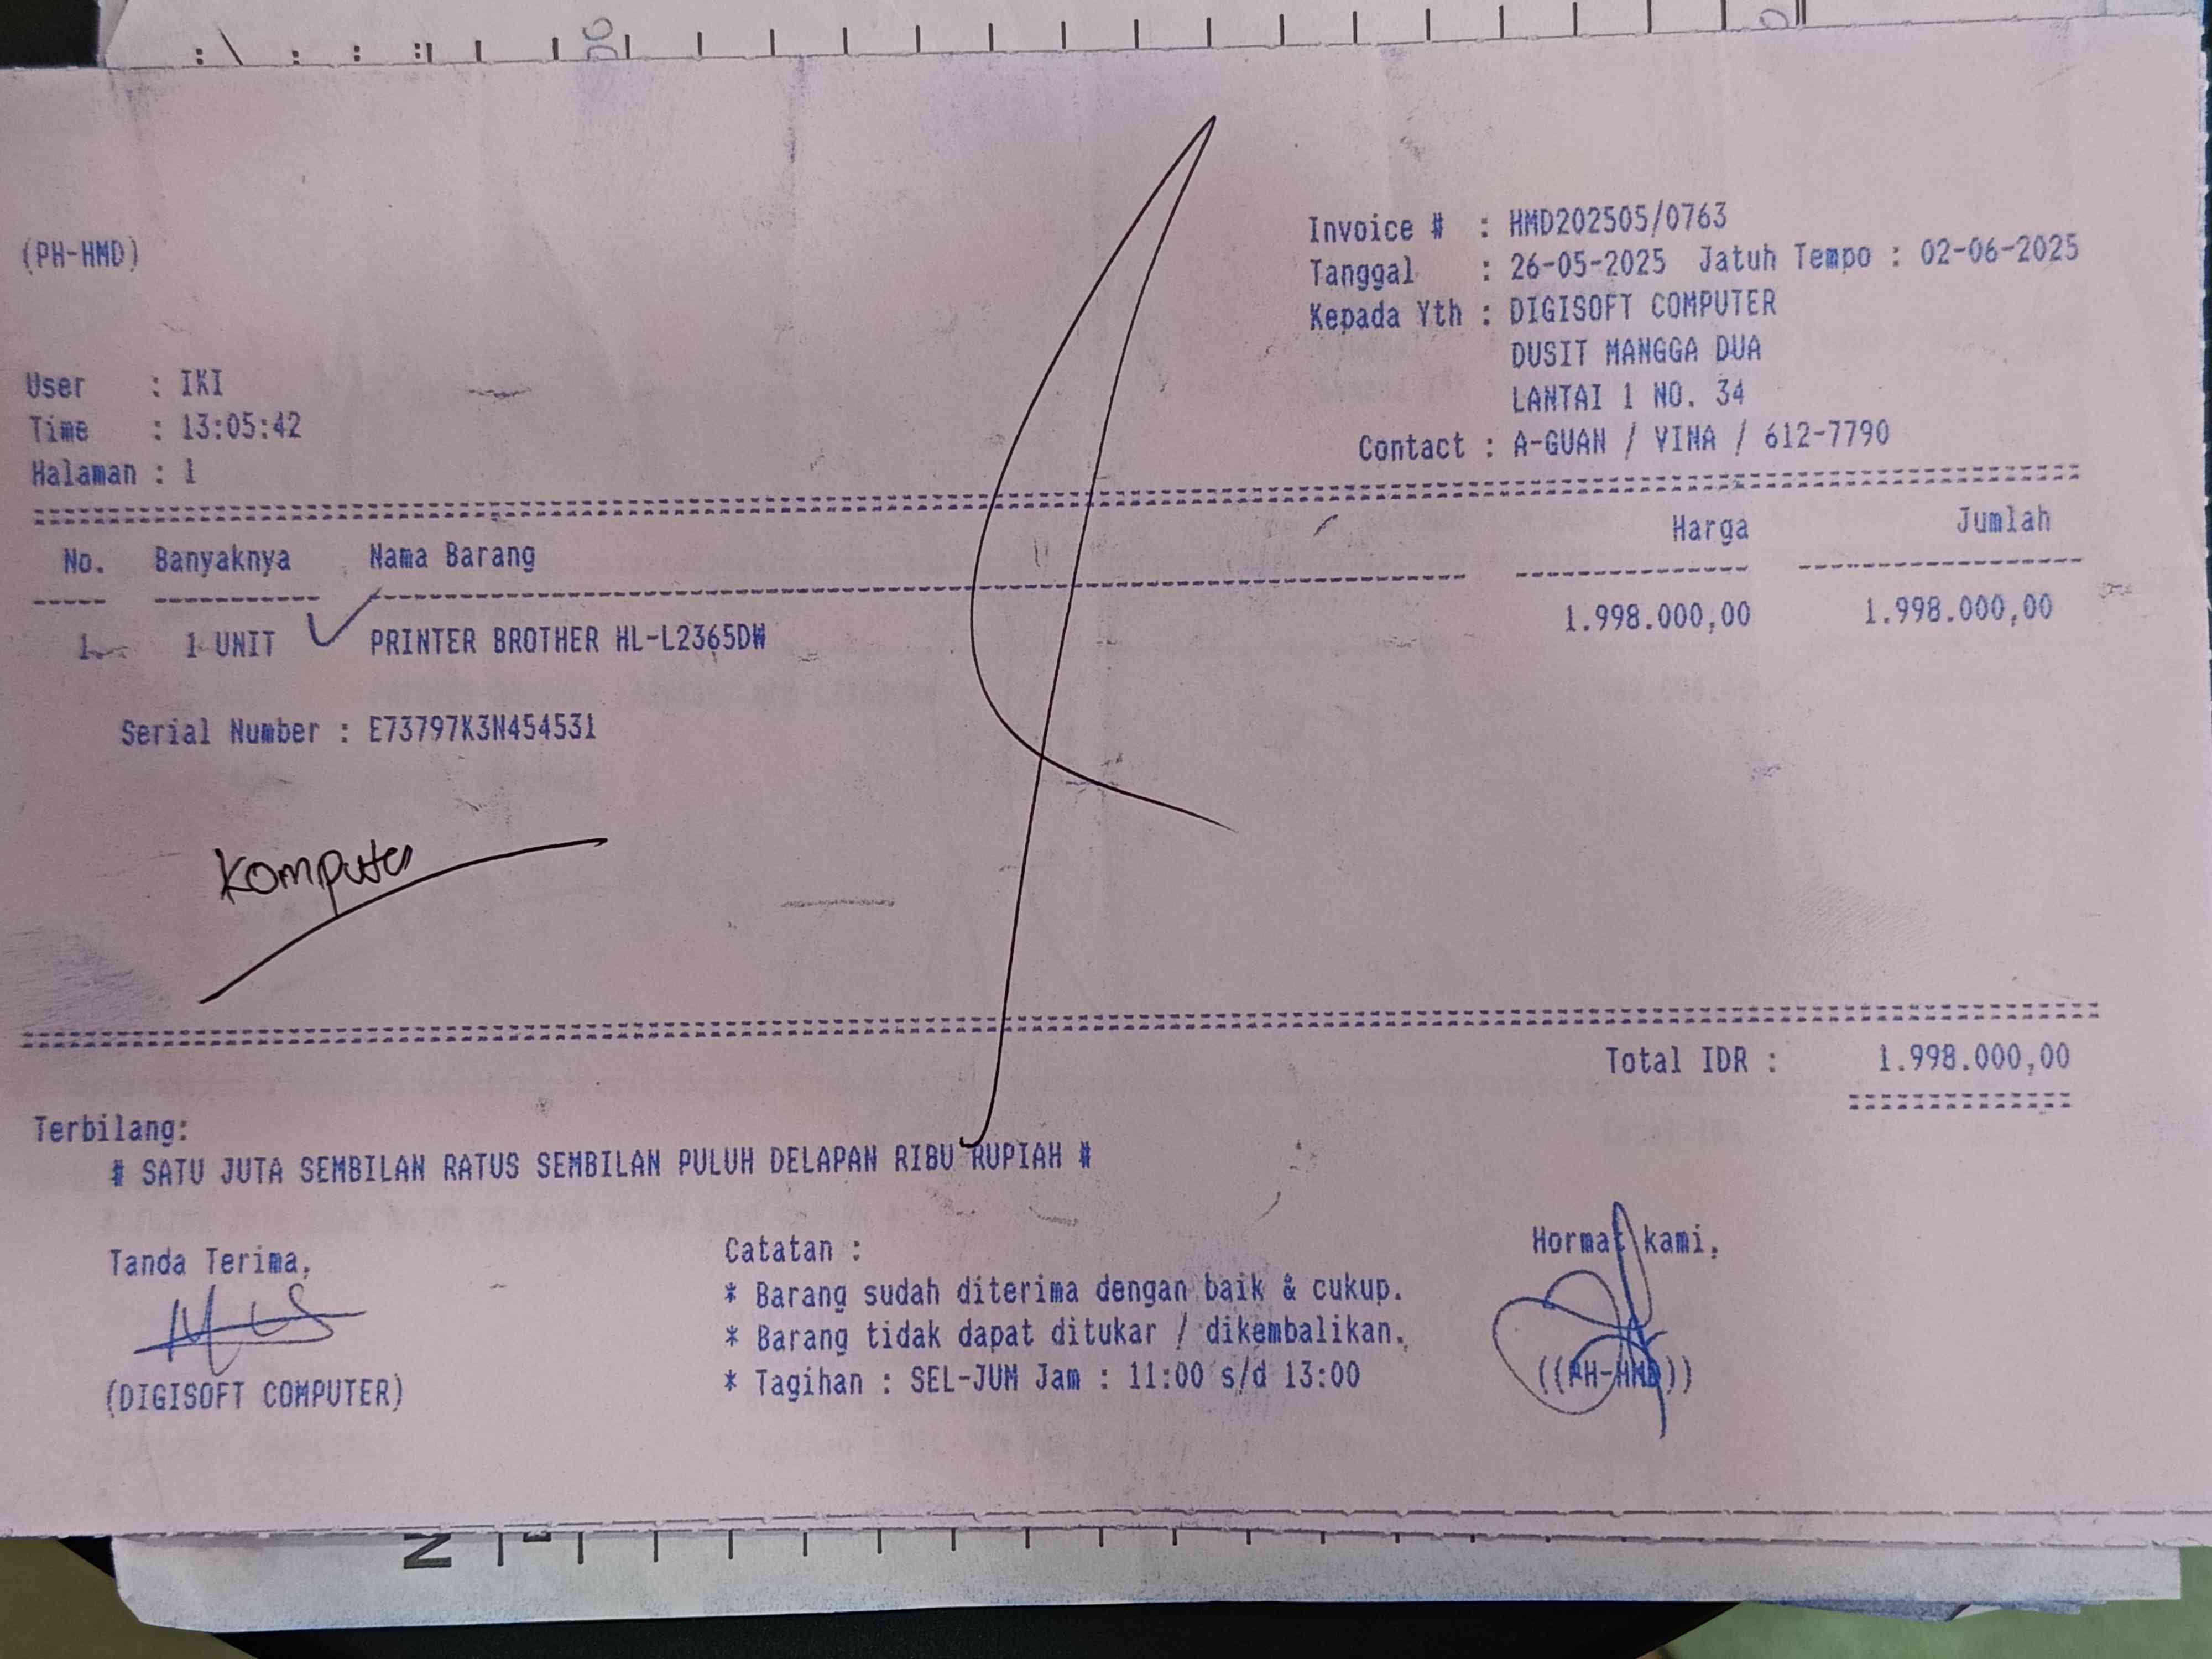 (PH-HMD)
Invoice # : HMD202505/0763
Tanggal : 26-05-2025 Jatuh Tempo : 02-06-2025
Kepada Yth : DIGISOFT COMPUTER
DUSIT MANGGA DUA
LANTAI 1 NO. 34
Contact : A-GUAN / VINA / 612-7790
User : IKI
Time : 13:05:42
Halaman : 1
No. Banyaknya Nama Barang Harga Jumlah
1. 1 UNIT PRINTER BROTHER HL-L2365DW 1.998.000,00 1.998.000,00
Serial Number : E73797K3N454531
Komputer
Total IDR : 1.998.000,00
Terbilang:
# SATU JUTA SEMBILAN RATUS SEMBILAN PULUH DELAPAN RIBU RUPIAH #
Tanda Terima,
(DIGISOFT COMPUTER)
Catatan :
* Barang sudah diterima dengan baik & cukup.
* Barang tidak dapat ditukar / dikembalikan.
* Tagihan : SEL-JUM Jam : 11:00 s/d 13:00
Hormat kami,
((PH-HMD))